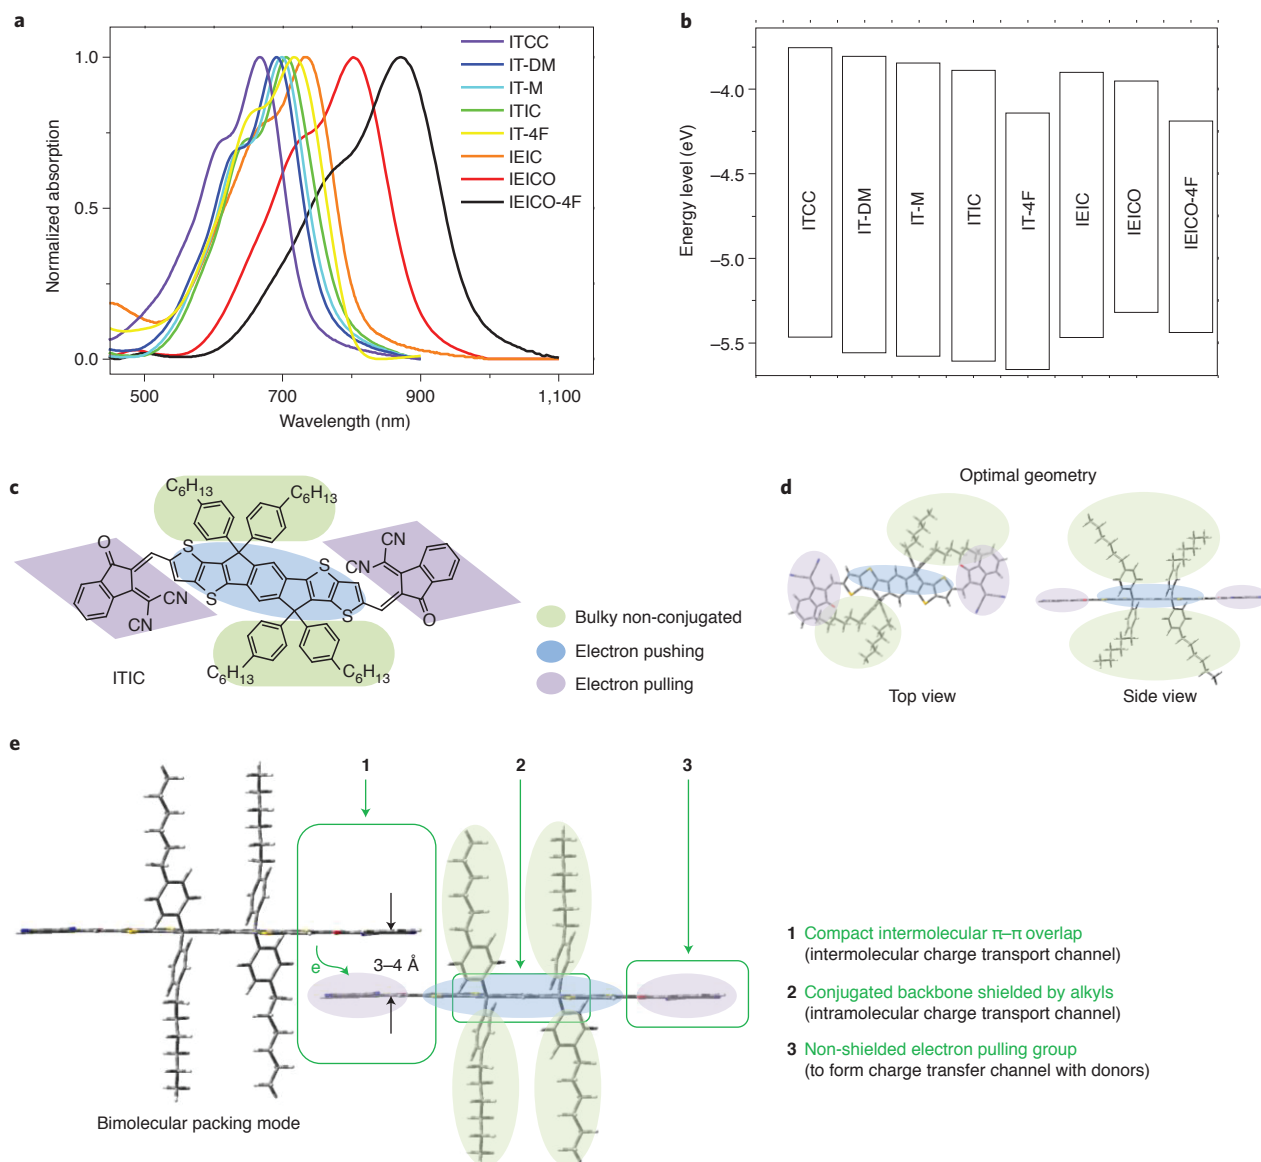 a
1.0
0.5
0.0
Normalized absorption
500
700
900
1,100
Wavelength (nm)
ITCC
IT-DM
IT-M
ITIC
IT-4F
IEIC
IEICO
IEICO-4F
b
–4.0
–4.5
–5.0
–5.5
Energy level (eV)
ITCC
IT-DM
IT-M
ITIC
IT-4F
IEIC
IEICO
IEICO-4F
c
C6H13
C6H13
O
S
S
CN
CN
CN
CN
S
S
O
C6H13
C6H13
ITIC
Bulky non-conjugated
Electron pushing
Electron pulling
d
Optimal geometry
Top view
Side view
e
1
2
3
e
3–4 Å
Bimolecular packing mode
1 Compact intermolecular π–π overlap
(intermolecular charge transport channel)
2 Conjugated backbone shielded by alkyls
(intramolecular charge transport channel)
3 Non-shielded electron pulling group
(to form charge transfer channel with donors)